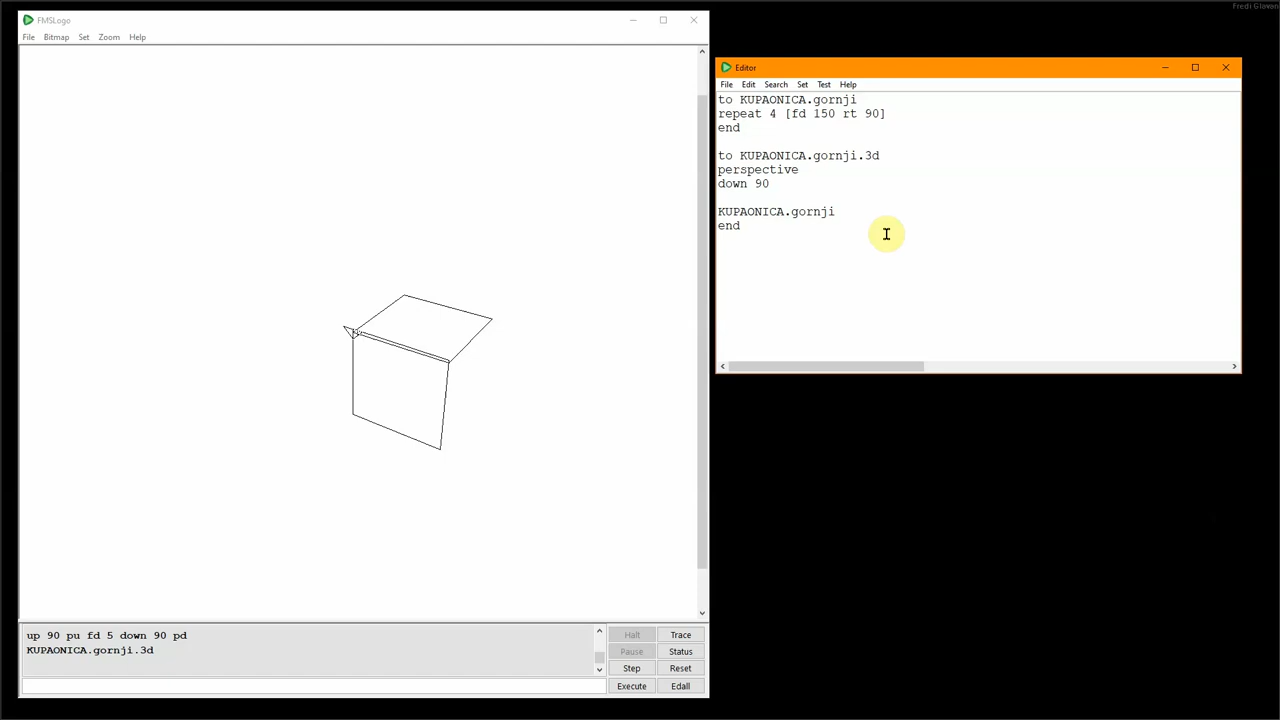 Fredi Glavan
FMSLogo
File Bitmap Set Zoom Help
Editor
File Edit Search Set Test Help
to KUPAONICA.gornji
repeat 4 [fd 150 rt 90]
end
to KUPAONICA.gornji.3d
perspective
down 90
KUPAONICA.gornji
end
up 90 pu fd 5 down 90 pd
KUPAONICA.gornji.3d
Halt Trace
Pause Status
Step Reset
Execute Edall